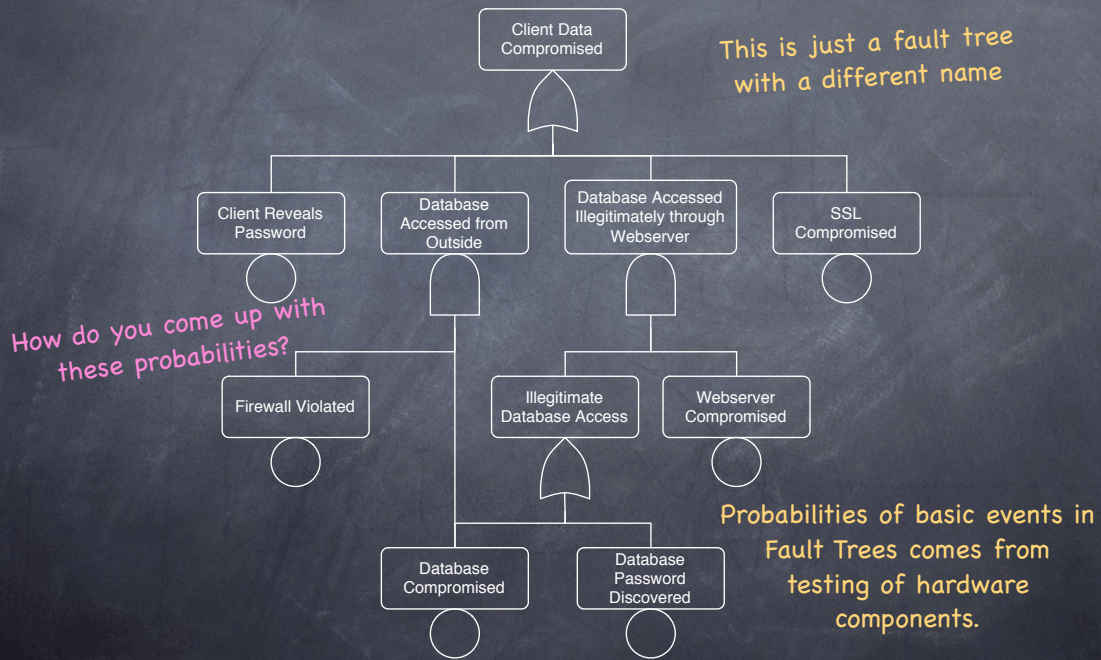 Client Data
Compromised
This is just a fault tree
with a different name
Client Reveals
Password
Database
Accessed from
Outside
Database Accessed
Illegitimately through
Webserver
SSL
Compromised
How do you come up with
these probabilities?
Firewall Violated
Illegitimate
Database Access
Webserver
Compromised
Probabilities of basic events in
Fault Trees comes from
testing of hardware
components.
Database
Compromised
Database
Password
Discovered